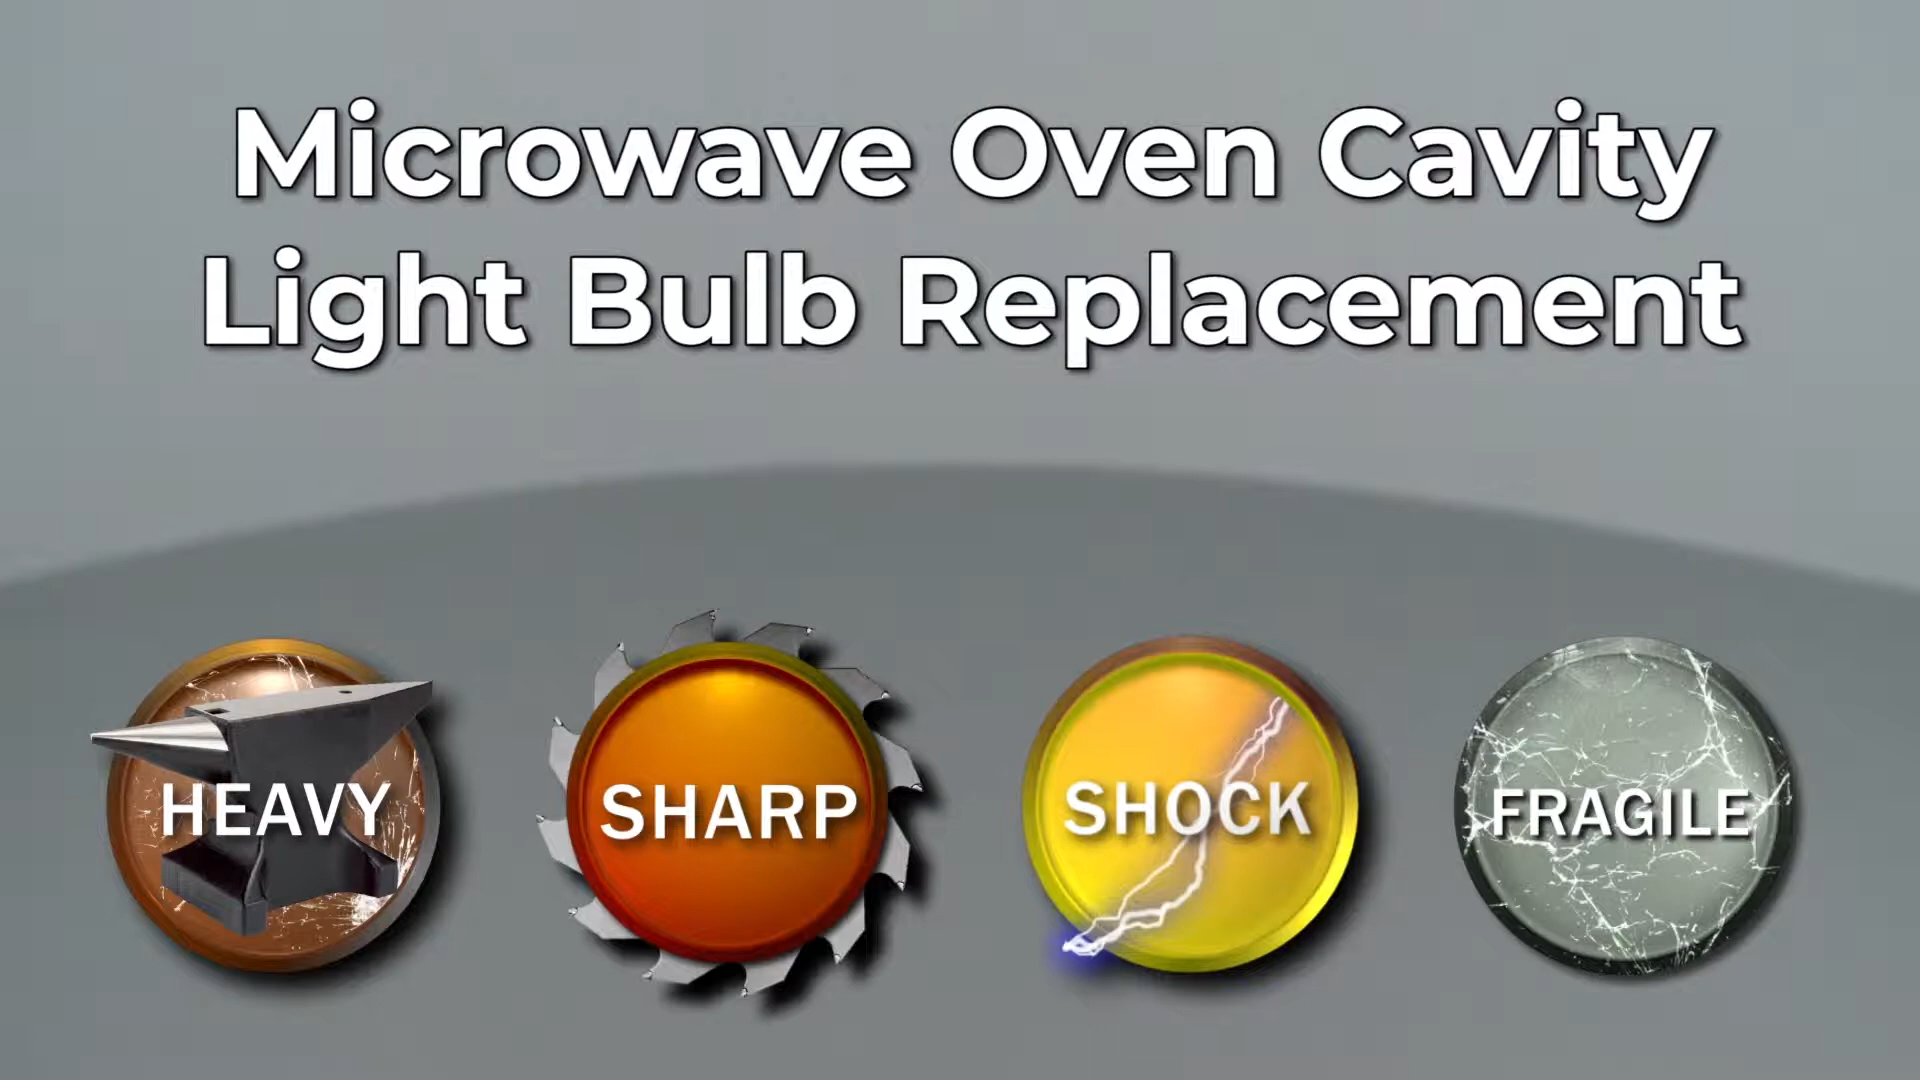 Microwave Oven Cavity
Light Bulb Replacement
HEAVY
SHARP
SHOCK
FRAGILE